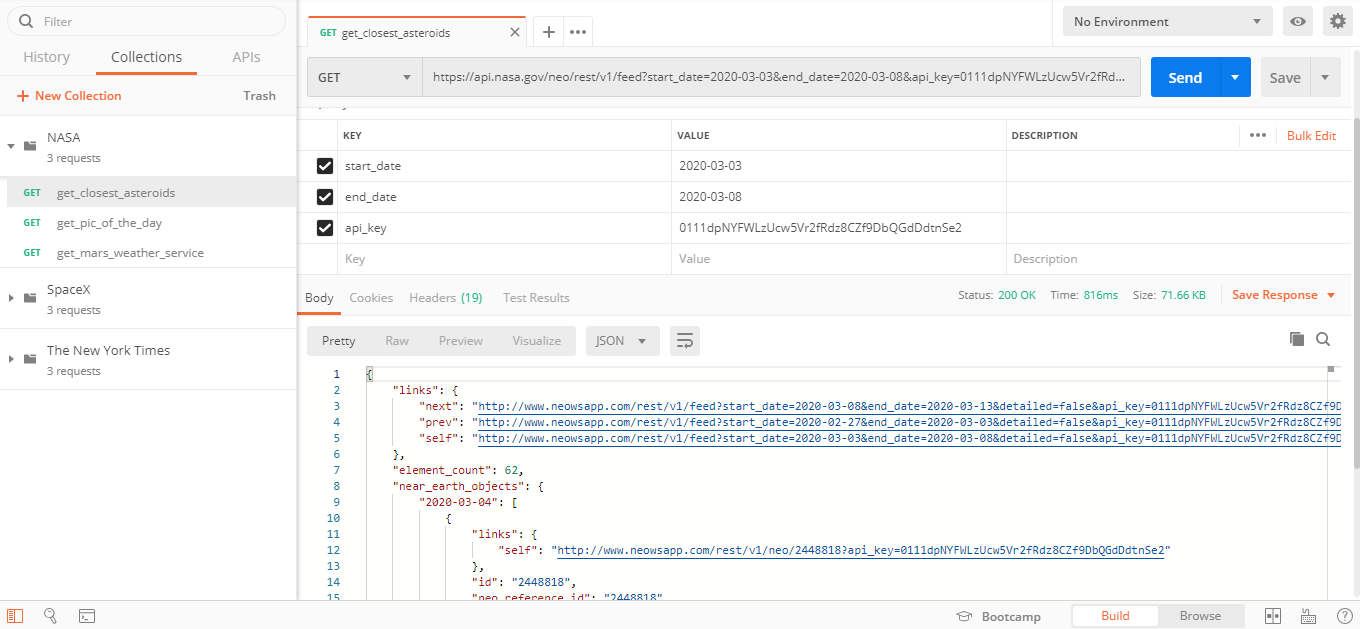 Filter
History Collections APIs
+ New Collection Trash
NASA
3 requests
GET get_closest_asteroids
GET get_pic_of_the_day
GET get_mars_weather_service
SpaceX
3 requests
The New York Times
3 requests
GET get_closest_asteroids
No Environment
GET https://api.nasa.gov/neo/rest/v1/feed?start_date=2020-03-03&end_date=2020-03-08&api_key=0111dpNYFWLzUcw5Vr2fRd... Send Save
KEY VALUE DESCRIPTION ••• Bulk Edit
start_date 2020-03-03
end_date 2020-03-08
api_key 0111dpNYFWLzUcw5Vr2fRdz8CZf9DbQGdDdtnSe2
Key Value Description
Body Cookies Headers (19) Test Results Status: 200 OK Time: 816ms Size: 71.66 KB Save Response
Pretty Raw Preview Visualize JSON
1 {
2 "links": {
3 "next": "http://www.neowsapp.com/rest/v1/feed?start_date=2020-03-08&end_date=2020-03-13&detailed=false&api_key=0111dpNYFWLzUcw5Vr2fRdz8CZf9D
4 "prev": "http://www.neowsapp.com/rest/v1/feed?start_date=2020-02-27&end_date=2020-03-03&detailed=false&api_key=0111dpNYFWLzUcw5Vr2fRdz8CZf9D
5 "self": "http://www.neowsapp.com/rest/v1/feed?start_date=2020-03-03&end_date=2020-03-08&detailed=false&api_key=0111dpNYFWLzUcw5Vr2fRdz8CZf9D
6 },
7 "element_count": 62,
8 "near_earth_objects": {
9 "2020-03-04": [
10 {
11 "links": {
12 "self": "http://www.neowsapp.com/rest/v1/neo/2448818?api_key=0111dpNYFWLzUcw5Vr2fRdz8CZf9DbQGdDdtnSe2"
13 },
14 "id": "2448818",
15 "neo_reference_id": "2448818"
Bootcamp Build Browse